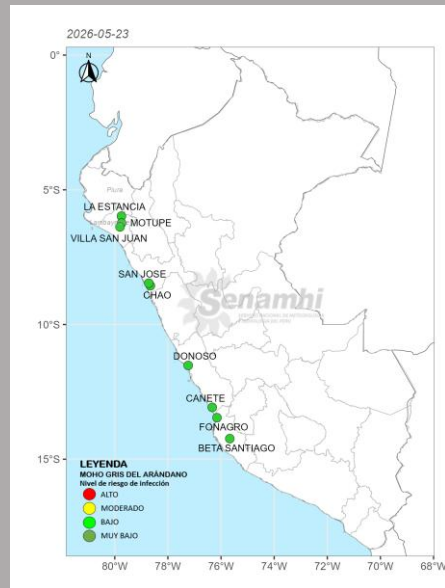 2026-05-23
N
0°
5°S
10°S
15°S
Piura
LA ESTANCIA
MOTUPE
VILLA SAN JUAN
SAN JOSE
CHAO
Senamhi
DONOSO
CANETE
FONAGRO
BETA SANTIAGO
LEYENDA
MOHO GRIS DEL ARÁNDANO
Nivel de riesgo de infección
ALTO
MODERADO
BAJO
MUY BAJO
80°W 78°W 76°W 74°W 72°W 70°W 68°W